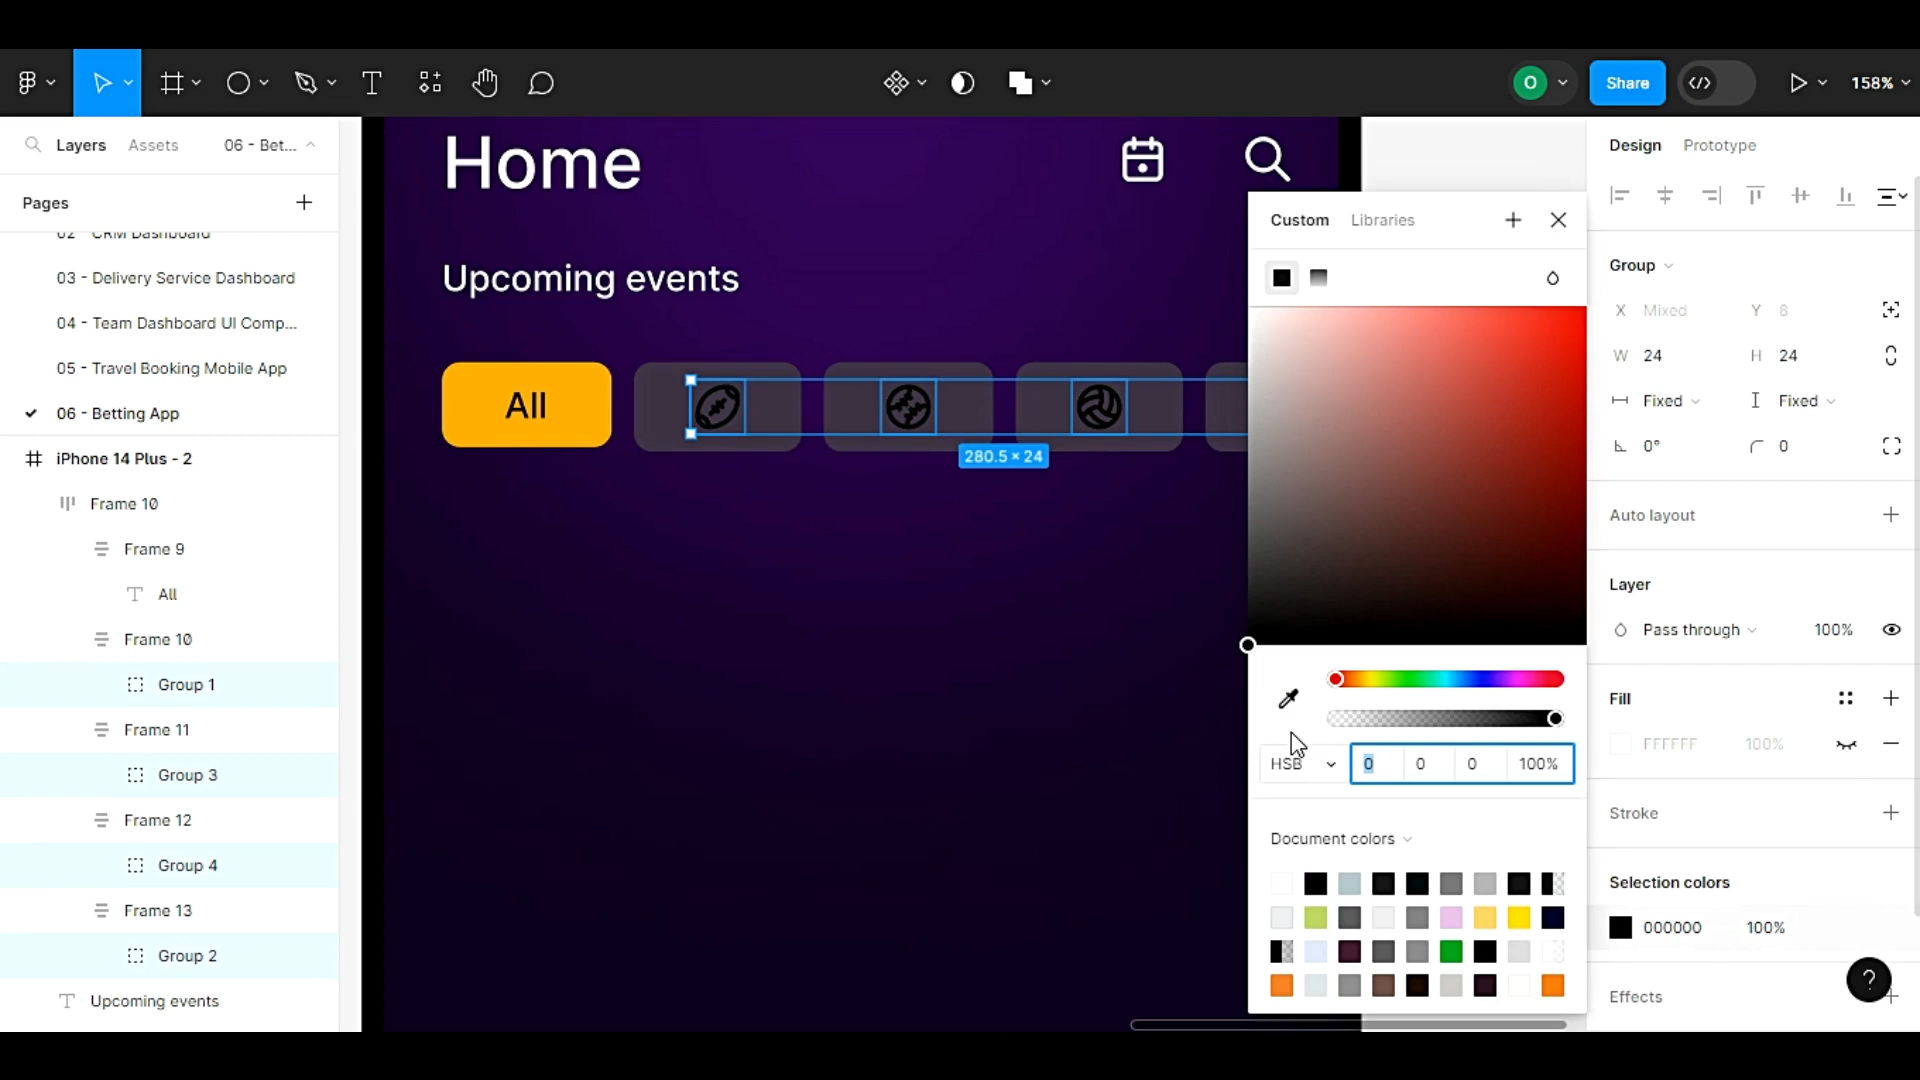 O
Share
158%
Layers
Assets
06 - Bet...
Pages
02 - CRM Dashboard
03 - Delivery Service Dashboard
04 - Team Dashboard UI Comp...
05 - Travel Booking Mobile App
06 - Betting App
iPhone 14 Plus - 2
Frame 10
Frame 9
All
Frame 10
Group 1
Frame 11
Group 3
Frame 12
Group 4
Frame 13
Group 2
Upcoming events
Home
Upcoming events
All
280.5 × 24
Custom
Libraries
HSB
0
0
0
100%
Document colors
Design
Prototype
Group
X Mixed
Y 8
W 24
H 24
Fixed
Fixed
0°
0
Auto layout
Layer
Pass through
100%
Fill
FFFFFF
100%
Stroke
Selection colors
000000
100%
Effects
?